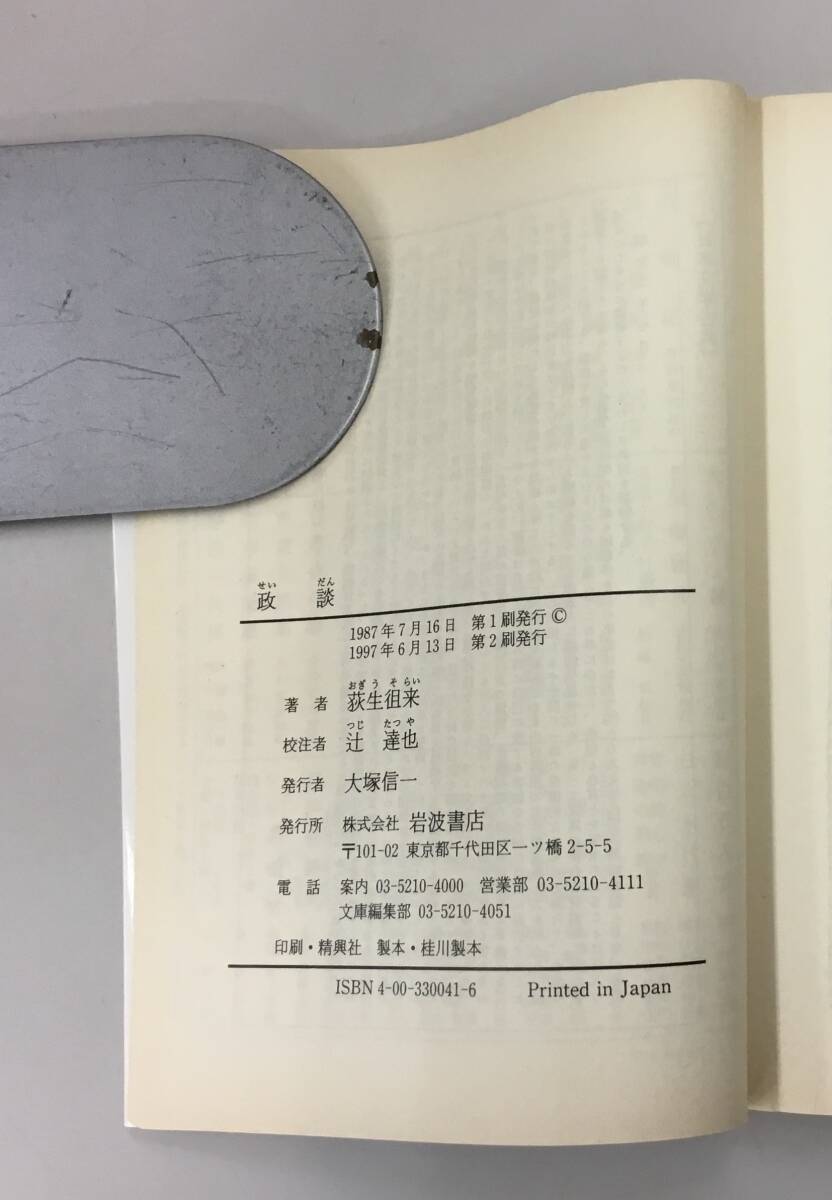 せい だん
政 談
1987年7月16日 第1刷発行 ©
1997年6月13日 第2刷発行
おぎ う そ らい
著 者 荻生徂来
つじ たつ や
校注者 辻 達也
発行者 大塚信一
発行所 株式会社 岩波書店
〒101-02 東京都千代田区一ツ橋 2-5-5
電 話 案内 03-5210-4000 営業部 03-5210-4111
文庫編集部 03-5210-4051
印刷・精興社 製本・桂川製本
ISBN 4-00-330041-6 Printed in Japan